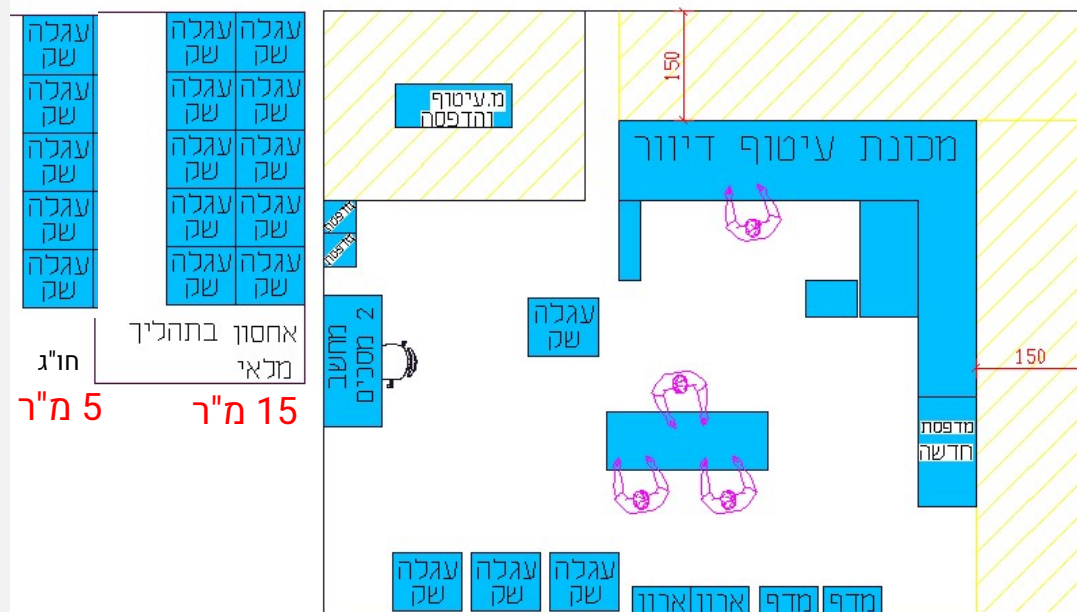 עגלה
שק
עגלה
שק
עגלה
שק
עגלה
שק
עגלה
שק
עגלה
שק
עגלה
שק
עגלה
שק
עגלה
שק
עגלה
שק
עגלה
שק
עגלה
שק
עגלה
שק
עגלה
שק
עגלה
שק
אחסון בתהליך
מלאי
חו"ג
15 מ"ר
5 מ"ר
מ.עיטוף
והדפסה
150
מכונת עיטוף דיוור
מדפסת
מדפסת
מחשב
2 מסכים
עגלה
שק
150
מדפסת
חדשה
עגלה
שק
עגלה
שק
עגלה
שק
ארון
ארון
מדף
מדף